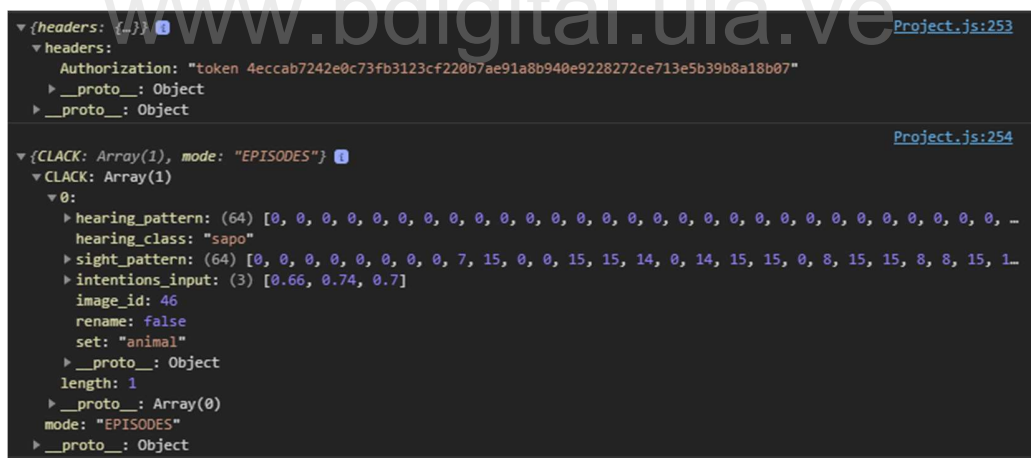 www.bdigital.ula.ve
▼{headers: {…}} i Project.js:253
▼headers:
Authorization: "token 4eccab7242e0c73fb3123cf220b7ae91a8b940e9228272ce713e5b39b8a18b07"
▶__proto__: Object
▶__proto__: Object
Project.js:254
▼{CLACK: Array(1), mode: "EPISODES"} i
▼CLACK: Array(1)
▼0:
▶hearing_pattern: (64) [0, 0, 0, 0, 0, 0, 0, 0, 0, 0, 0, 0, 0, 0, 0, 0, 0, 0, 0, 0, 0, 0, 0, 0, 0, 0, 0, 0, 0, …
hearing_class: "sapo"
▶sight_pattern: (64) [0, 0, 0, 0, 0, 0, 0, 0, 7, 15, 0, 0, 15, 15, 14, 0, 14, 15, 15, 0, 8, 15, 15, 8, 8, 15, 1…
▶intentions_input: (3) [0.66, 0.74, 0.7]
image_id: 46
rename: false
set: "animal"
▶__proto__: Object
length: 1
▶__proto__: Array(0)
mode: "EPISODES"
▶__proto__: Object